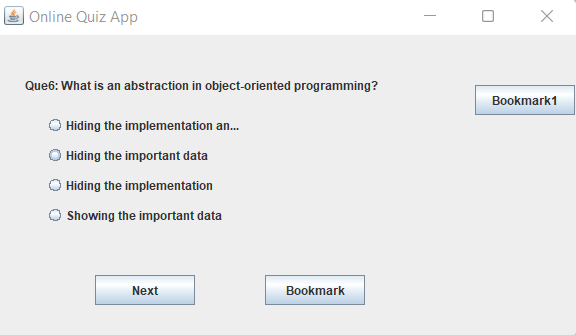 Online Quiz App
Que6: What is an abstraction in object-oriented programming?
Bookmark1
Hiding the implementation an...
Hiding the important data
Hiding the implementation
Showing the important data
Next
Bookmark